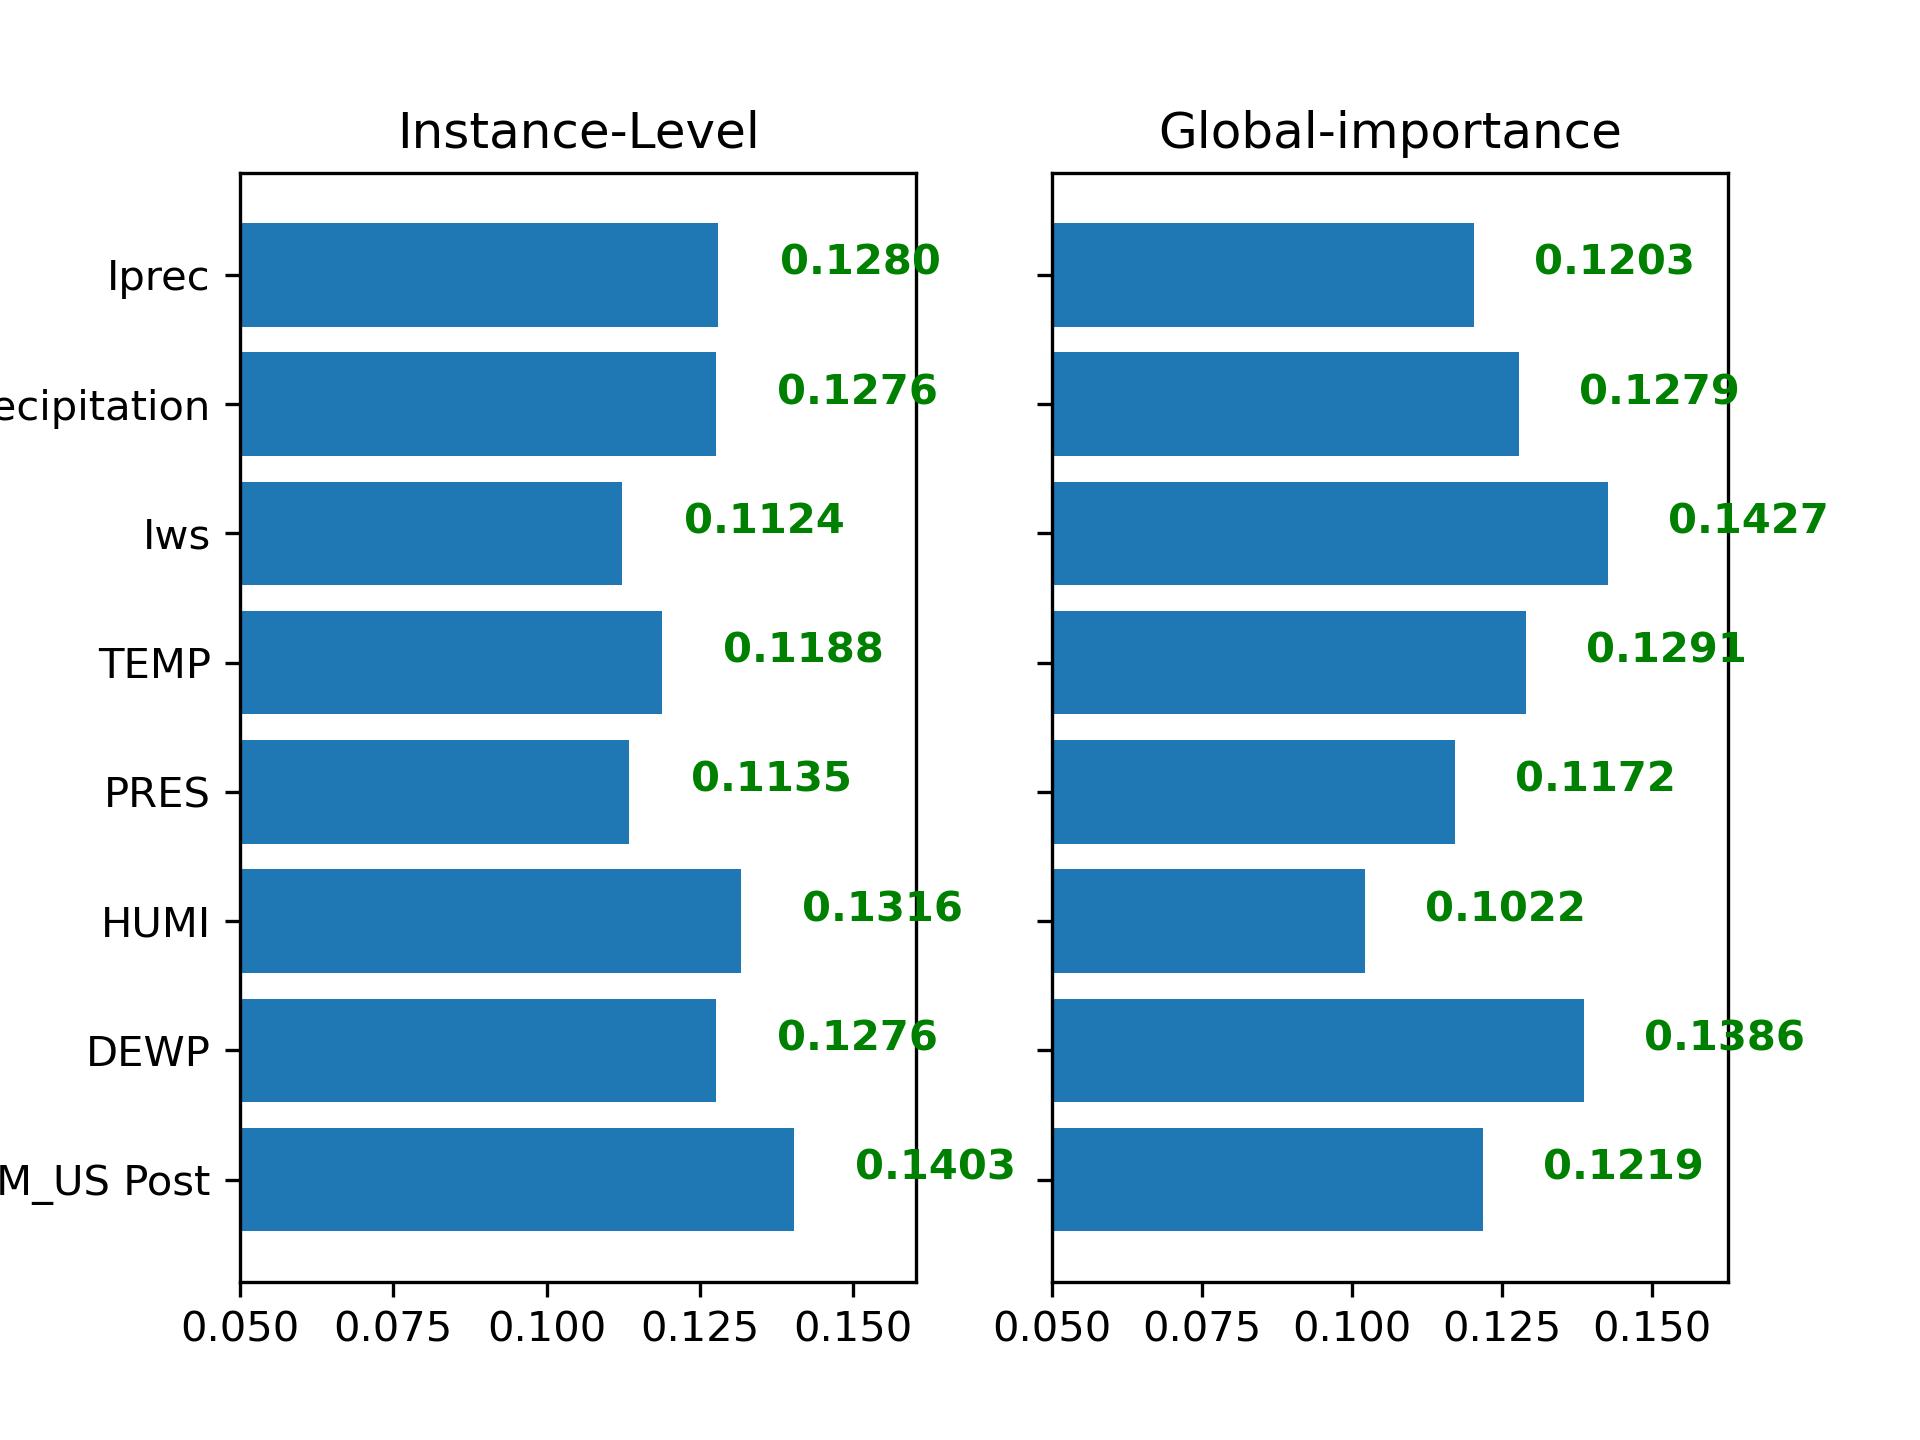 Instance-Level Global-importance
Iprec 0.1280 0.1203
ecipitation 0.1276 0.1279
Iws 0.1124 0.1427
TEMP 0.1188 0.1291
PRES 0.1135 0.1172
HUMI 0.1316 0.1022
DEWP 0.1276 0.1386
M_US Post 0.1403 0.1219
0.050 0.075 0.100 0.125 0.150 0.050 0.075 0.100 0.125 0.150